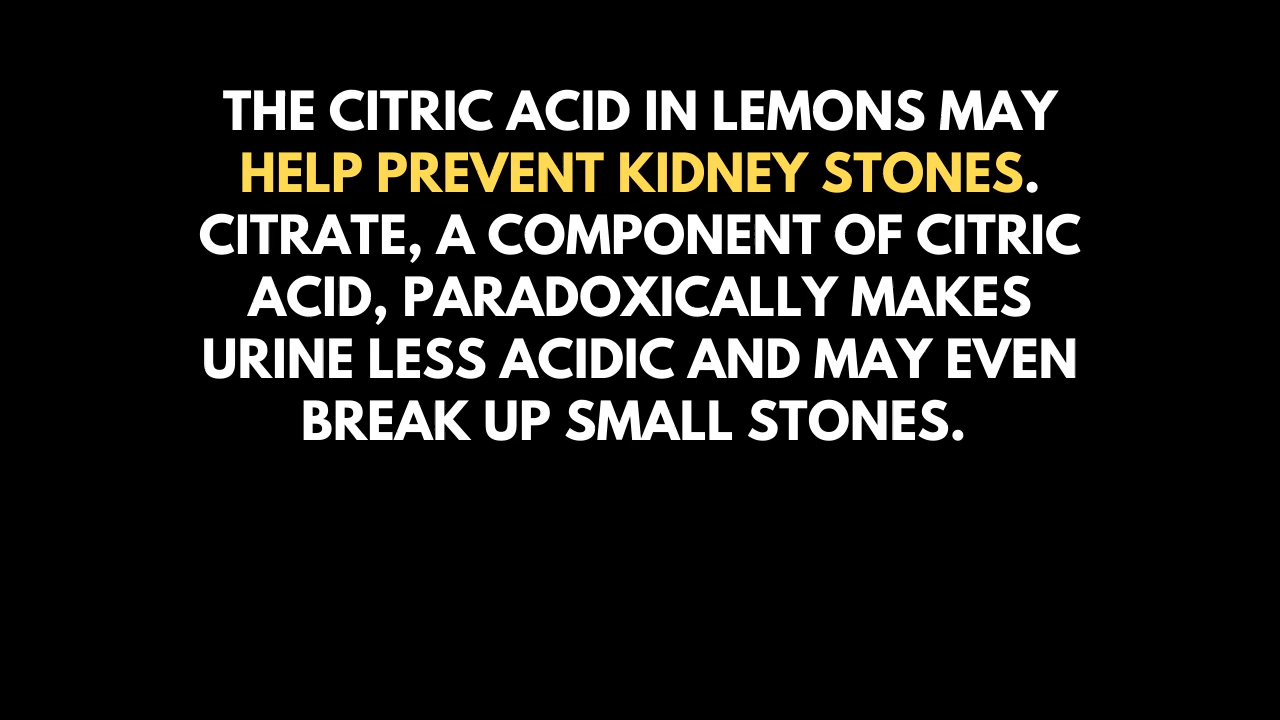 THE CITRIC ACID IN LEMONS MAY
HELP PREVENT KIDNEY STONES.
CITRATE, A COMPONENT OF CITRIC
ACID, PARADOXICALLY MAKES
URINE LESS ACIDIC AND MAY EVEN
BREAK UP SMALL STONES.